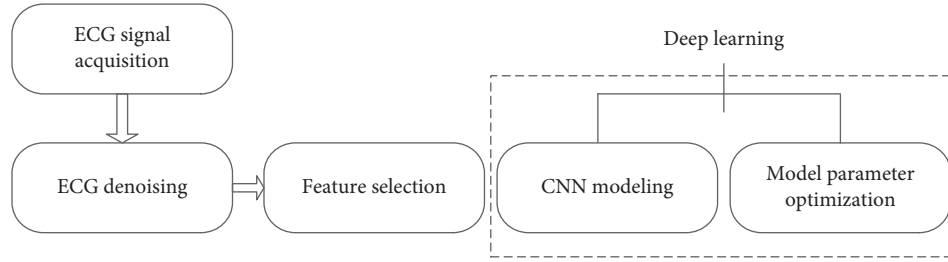 ECG signal
acquisition
Deep learning
ECG denoising
Feature selection
CNN modeling
Model parameter
optimization